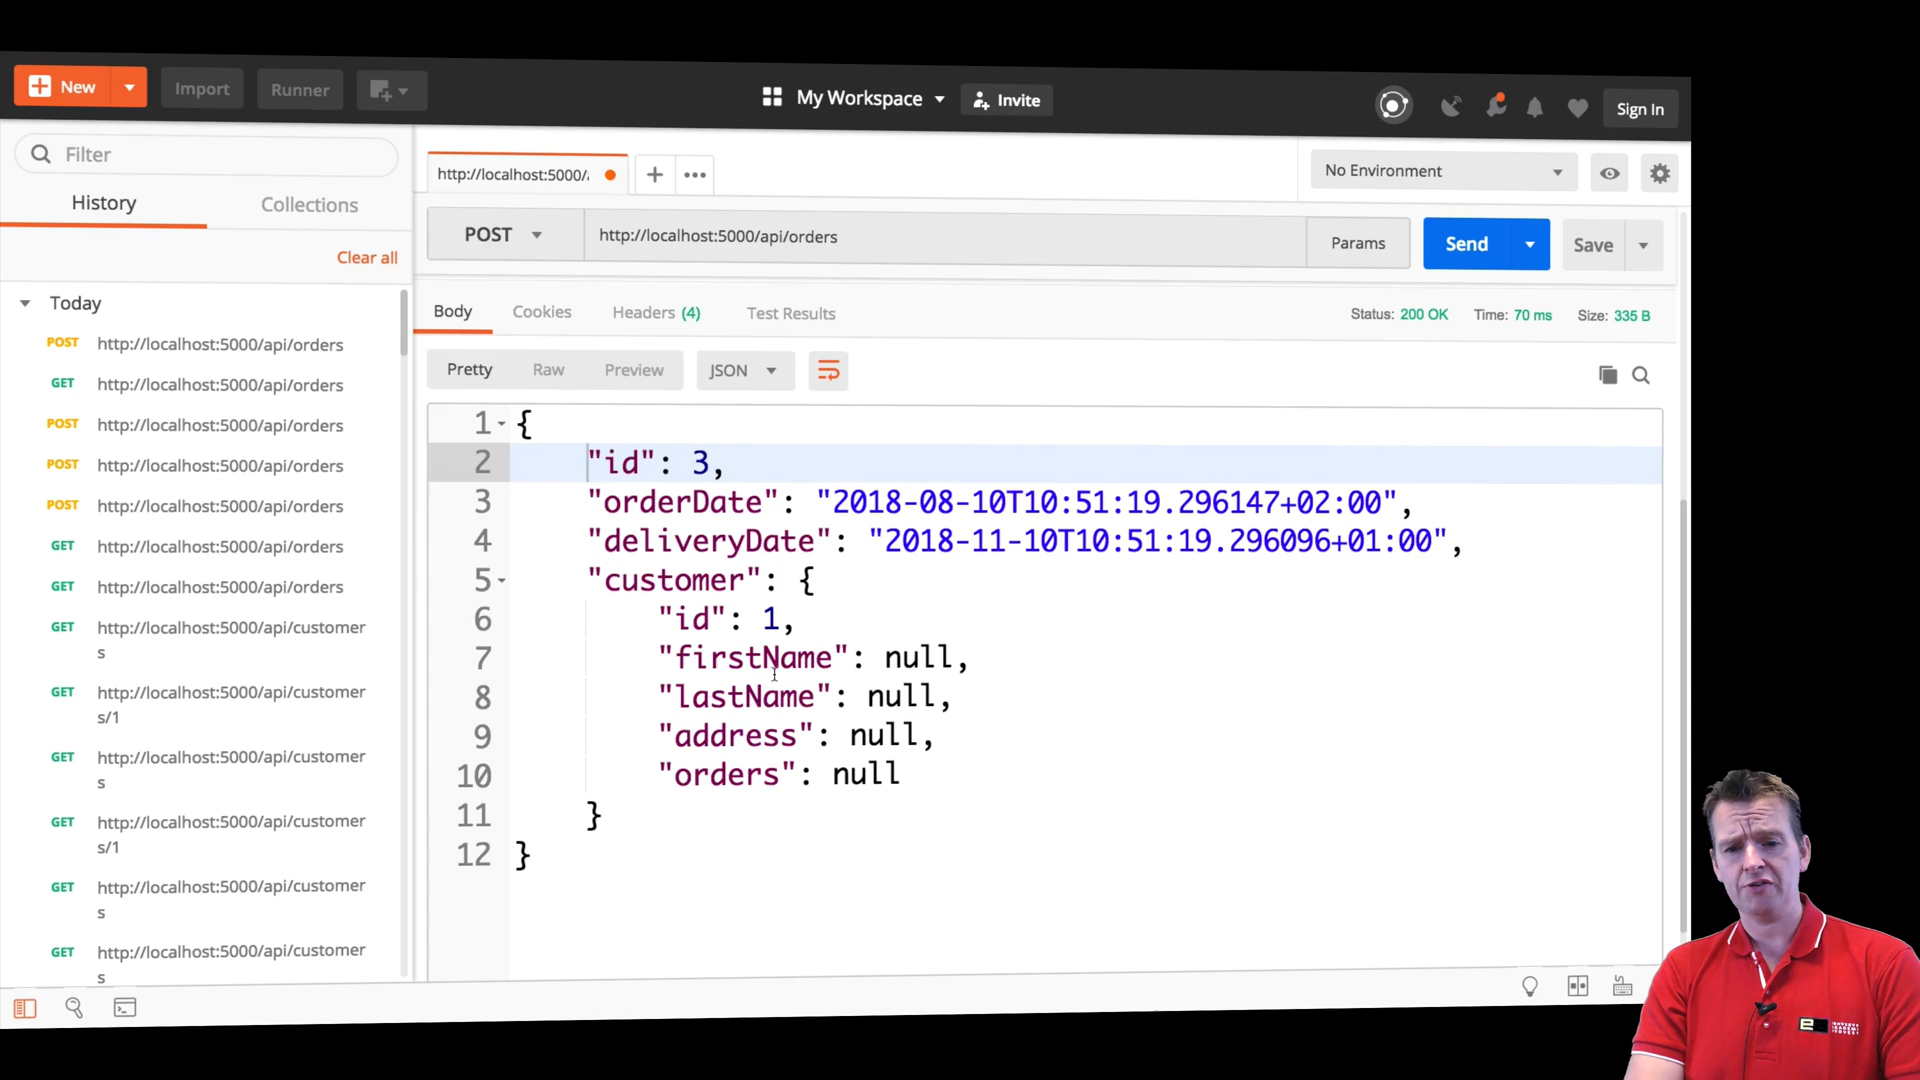 New
Import
Runner
My Workspace
Invite
Sign In
Filter
History
Collections
Clear all
Today
POST http://localhost:5000/api/orders
GET http://localhost:5000/api/orders
POST http://localhost:5000/api/orders
POST http://localhost:5000/api/orders
POST http://localhost:5000/api/orders
GET http://localhost:5000/api/orders
GET http://localhost:5000/api/orders
GET http://localhost:5000/api/customer
s
GET http://localhost:5000/api/customer
s/1
GET http://localhost:5000/api/customer
s
GET http://localhost:5000/api/customer
s/1
GET http://localhost:5000/api/customer
s
GET http://localhost:5000/api/customer
s
http://localhost:5000/
No Environment
POST
http://localhost:5000/api/orders
Params
Send
Save
Body
Cookies
Headers (4)
Test Results
Status: 200 OK
Time: 70 ms
Size: 335 B
Pretty
Raw
Preview
JSON
1 {
2 "id": 3,
3 "orderDate": "2018-08-10T10:51:19.296147+02:00",
4 "deliveryDate": "2018-11-10T10:51:19.296096+01:00",
5 "customer": {
6 "id": 1,
7 "firstName": null,
8 "lastName": null,
9 "address": null,
10 "orders": null
11 }
12 }